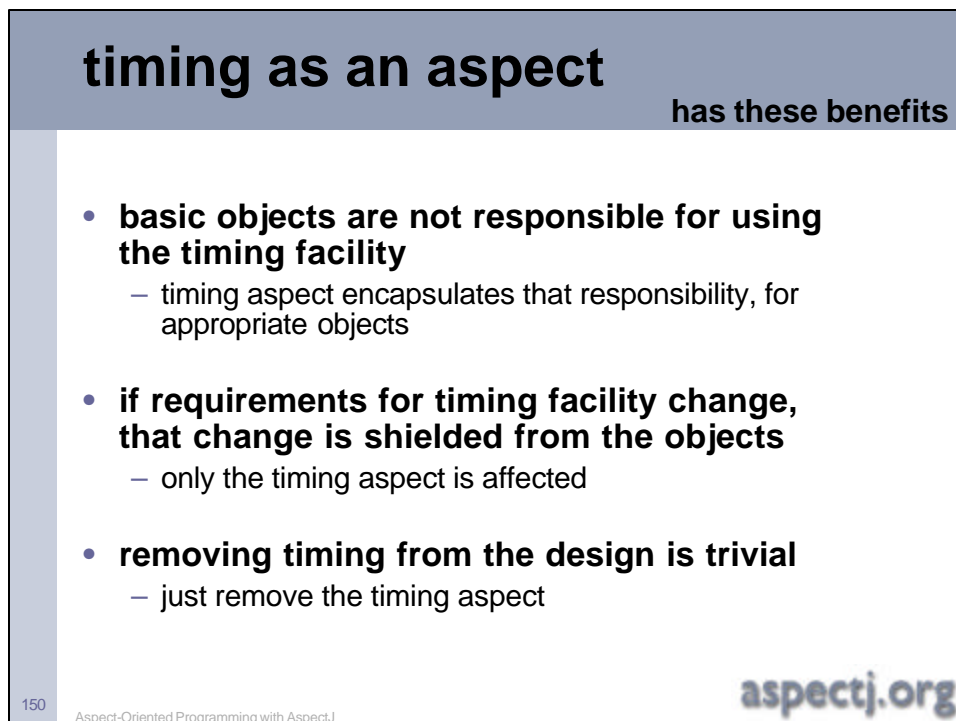 timing as an aspect
has these benefits
• basic objects are not responsible for using
the timing facility
– timing aspect encapsulates that responsibility, for
appropriate objects
• if requirements for timing facility change,
that change is shielded from the objects
– only the timing aspect is affected
• removing timing from the design is trivial
– just remove the timing aspect
150
Aspect-Oriented Programming with AspectJ
aspectj.org